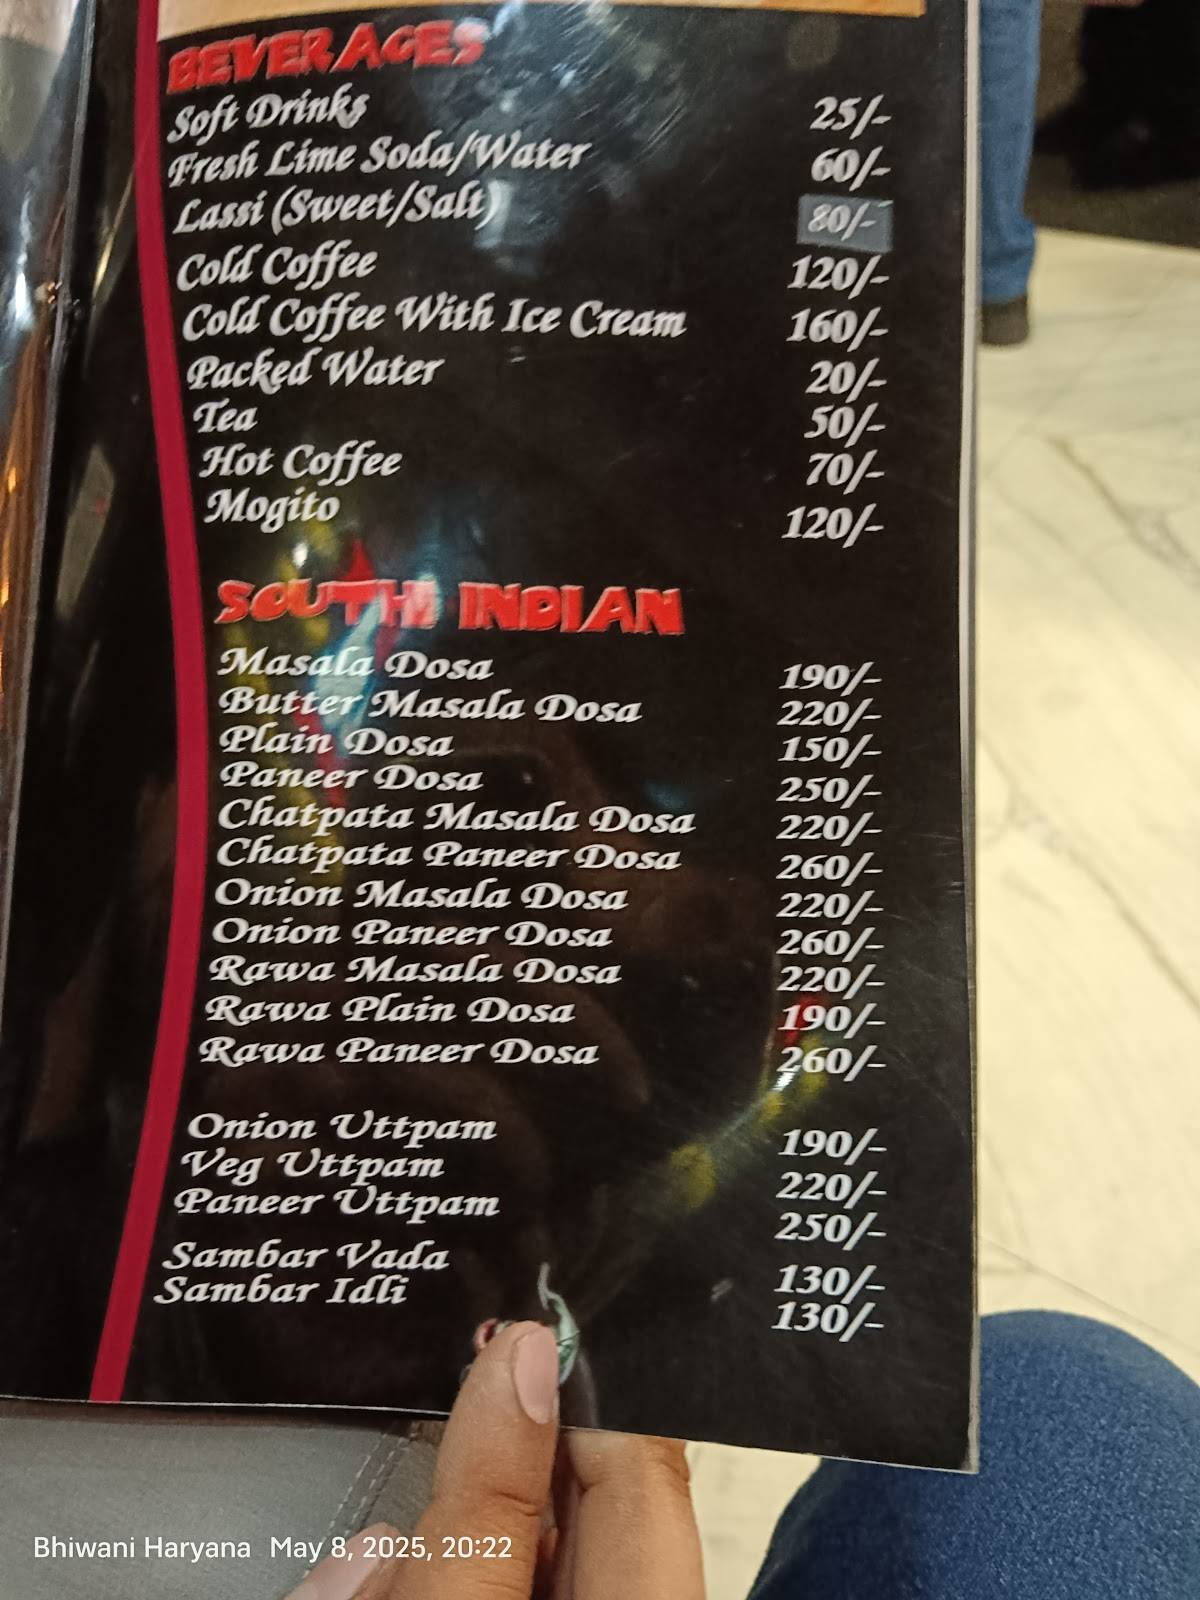 BEVERAGES
Soft Drinks 25/-
Fresh Lime Soda/Water 60/-
Lassi (Sweet/Salt) 80/-
Cold Coffee 120/-
Cold Coffee With Ice Cream 160/-
Packed Water 20/-
Tea 50/-
Hot Coffee 70/-
Mogito 120/-
SOUTH INDIAN
Masala Dosa 190/-
Butter Masala Dosa 220/-
Plain Dosa 150/-
Paneer Dosa 250/-
Chatpata Masala Dosa 220/-
Chatpata Paneer Dosa 260/-
Onion Masala Dosa 220/-
Onion Paneer Dosa 260/-
Rawa Masala Dosa 220/-
Rawa Plain Dosa 190/-
Rawa Paneer Dosa 260/-
Onion Uttpam 190/-
Veg Uttpam 220/-
Paneer Uttpam 250/-
Sambar Vada 130/-
Sambar Idli 130/-
Bhiwani Haryana May 8, 2025, 20:22